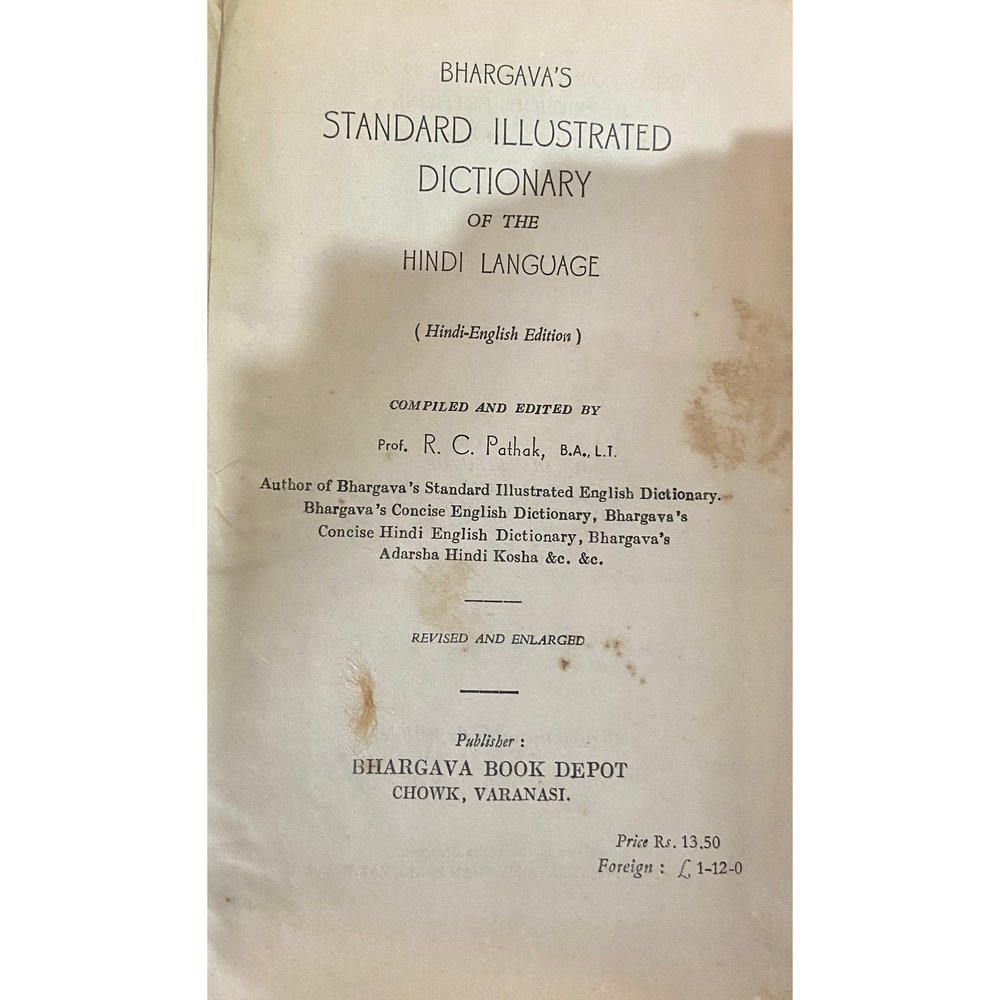 BHARGAVA'S
STANDARD ILLUSTRATED
DICTIONARY
OF THE
HINDI LANGUAGE
( Hindi-English Edition )
COMPILED AND EDITED BY
Prof. R. C. Pathak, B.A., L.T.
Author of Bhargava's Standard Illustrated English Dictionary.
Bhargava's Concise English Dictionary, Bhargava's
Concise Hindi English Dictionary, Bhargava's
Adarsha Hindi Kosha &c. &c.
REVISED AND ENLARGED
Publisher :
BHARGAVA BOOK DEPOT
CHOWK, VARANASI.
Price Rs. 13.50
Foreign : £ 1-12-0